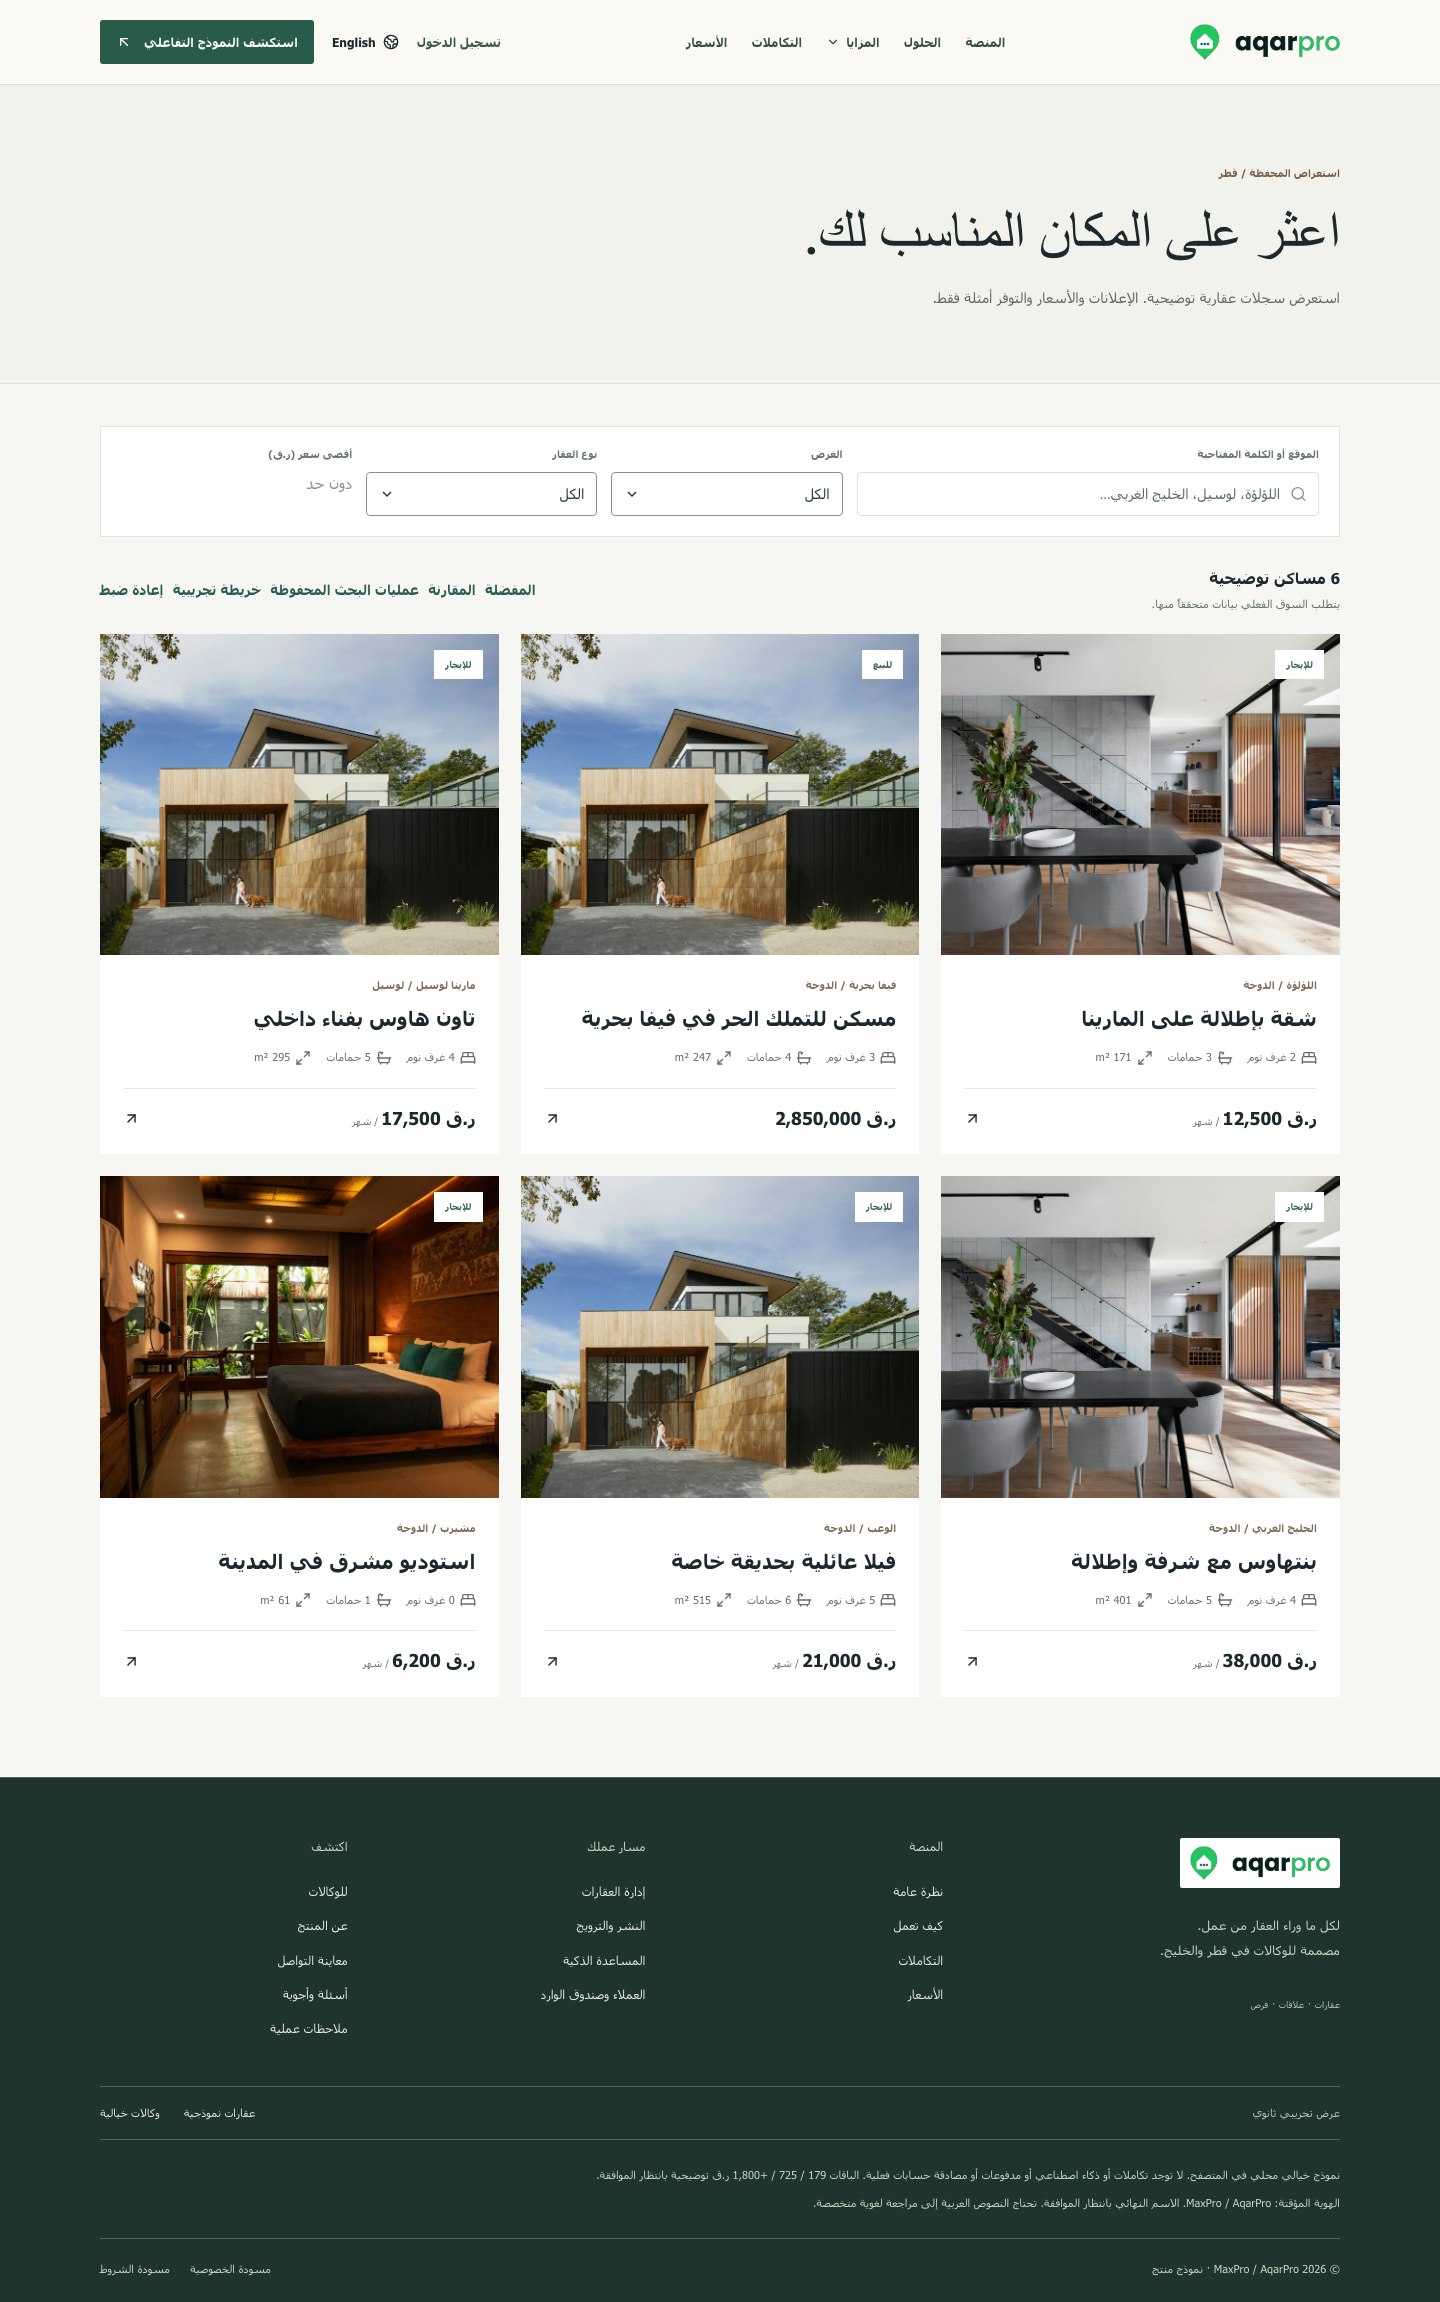 aqarpro
المنصة
الحلول
المزايا
التكاملات
الأسعار
تسجيل الدخول
English
استكشف النموذج التفاعلي
استعراض المحفظة / قطر
اعثر على المكان المناسب لك.
استعرض سجلات عقارية توضيحية. الإعلانات والأسعار والتوفر أمثلة فقط.
الموقع أو الكلمة المفتاحية
الغرض
نوع العقار
أقصى سعر (ر.ق)
اللؤلؤة، لوسيل، الخليج الغربي...
الكل
الكل
دون حد
6 مساكن توضيحية
يتطلب السوق الفعلي بيانات متحققاً منها.
المفضلة
المقارنة
عمليات البحث المحفوظة
خريطة تجريبية
إعادة ضبط
للإيجار
اللؤلؤة / الدوحة
شقة بإطلالة على المارينا
2 غرف نوم
3 حمامات
171 m²
ر.ق 12,500 / شهر
للبيع
فيفا بحرية / الدوحة
مسكن للتملك الحر في فيفا بحرية
3 غرف نوم
4 حمامات
247 m²
ر.ق 2,850,000
للإيجار
مارينا لوسيل / لوسيل
تاون هاوس بفناء داخلي
4 غرف نوم
5 حمامات
295 m²
ر.ق 17,500 / شهر
للإيجار
الخليج الغربي / الدوحة
بنتهاوس مع شرفة وإطلالة
4 غرف نوم
5 حمامات
401 m²
ر.ق 38,000 / شهر
للإيجار
الوعب / الدوحة
فيلا عائلية بحديقة خاصة
5 غرف نوم
6 حمامات
515 m²
ر.ق 21,000 / شهر
للإيجار
مشيرب / الدوحة
استوديو مشرق في المدينة
0 غرف نوم
1 حمامات
61 m²
ر.ق 6,200 / شهر
aqarpro
لكل ما وراء العقار من عمل.
مصممة للوكالات في قطر والخليج.
عقارات · علاقات · فرص
المنصة
نظرة عامة
كيف تعمل
التكاملات
الأسعار
مسار عملك
إدارة العقارات
النشر والترويج
المساعدة الذكية
العملاء وصندوق الوارد
اكتشف
للوكالات
عن المنتج
معاينة التواصل
أسئلة وأجوبة
ملاحظات عملية
عرض تجريبي ثانوي
عقارات نموذجية
وكالات خيالية
نموذج خيالي محلي في المتصفح. لا توجد تكاملات أو ذكاء اصطناعي أو مدفوعات أو مصادقة حسابات فعلية. الباقات 179 / 725 / +1,800 ر.ق توضيحية بانتظار الموافقة.
الهوية المؤقتة: MaxPro / AqarPro. الاسم النهائي بانتظار الموافقة. تحتاج النصوص العربية إلى مراجعة لغوية متخصصة.
© 2026 MaxPro / AqarPro · نموذج منتج
مسودة الخصوصية
مسودة الشروط